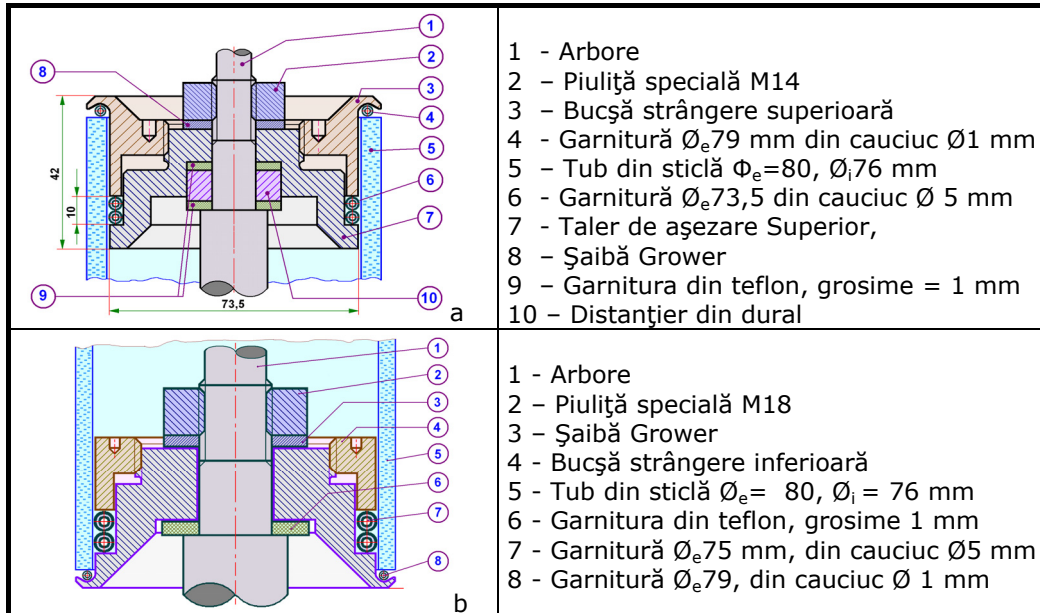 1
2
8
3
4
5
42
10
6
7
9
10
73,5
a
1 - Arbore
2 – Piuliţă specială M14
3 – Bucşă strângere superioară
4 – Garnitură Øe79 mm din cauciuc Ø1 mm
5 – Tub din sticlă Φe=80, Øi76 mm
6 - Garnitură Øe73,5 din cauciuc Ø 5 mm
7 - Taler de aşezare Superior,
8 – Şaibă Grower
9 – Garnitura din teflon, grosime = 1 mm
10 – Distanţier din dural
1
2
3
4
5
6
7
8
b
1 - Arbore
2 – Piuliţă specială M18
3 – Şaibă Grower
4 - Bucşă strângere inferioară
5 - Tub din sticlă Øe= 80, Øi = 76 mm
6 - Garnitura din teflon, grosime 1 mm
7 - Garnitură Øe75 mm, din cauciuc Ø5 mm
8 - Garnitură Øe79, din cauciuc Ø 1 mm